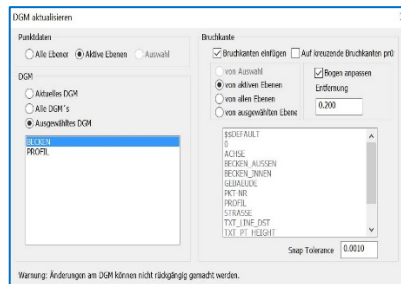 DGM aktualisieren
Punktdaten
Alle Ebener
Aktive Ebenen
Auswahl
DGM
Aktuelles DGM
Alle DGM´s
Ausgewähltes DGM
BECKEN
PROFIL
Bruchkante
Bruchkanten einfügen
Auf kreuzende Bruchkanten prü
von Auswahl
von aktiven Ebenen
von allen Ebenen
von ausgewählten Ebene
Bogen anpassen
Entfernung
0.200
$$DEFAULT
0
ACHSE
BECKEN_AUSSEN
BECKEN_INNEN
GEBAEUDE
PKT-NR
PROFIL
STRASSE
TXT_LINE_DST
TXT_PT_HEIGHT
Snap Tolerance 0.0010
Warnung: Änderungen am DGM können nicht rückgängig gemacht werden.